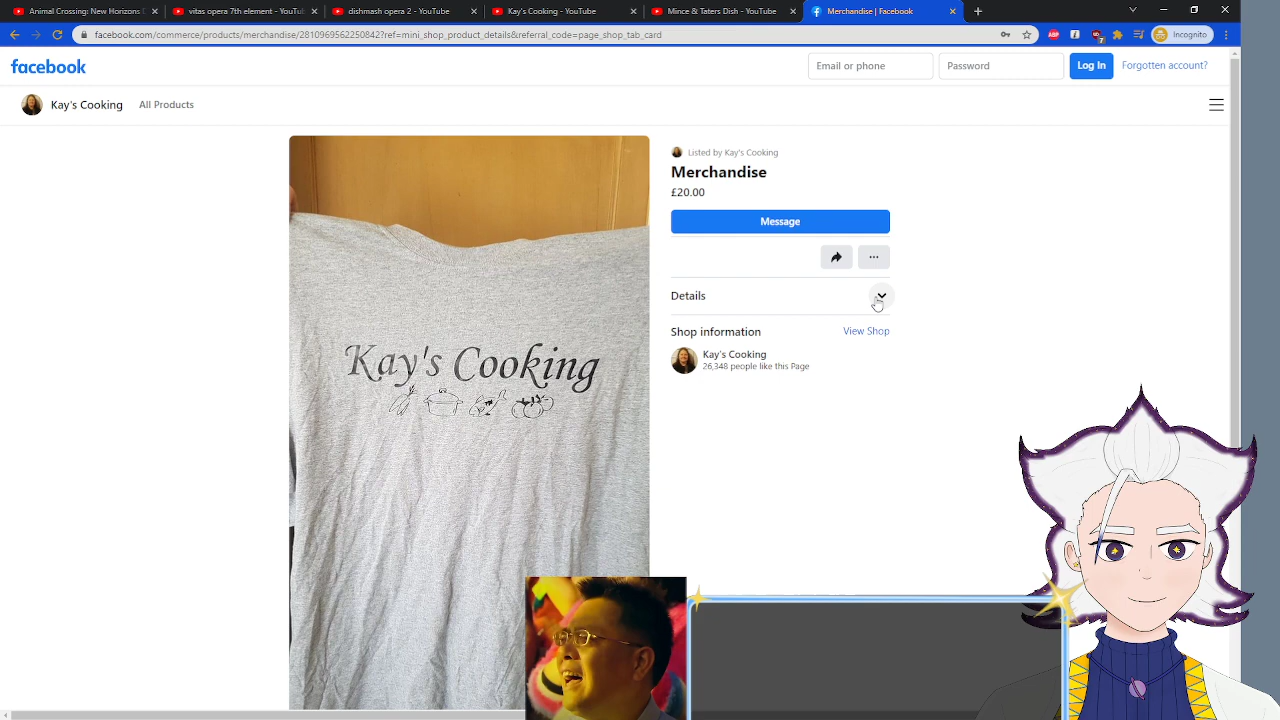 Animal Crossing: New Horizons D
vitas opera 7th element - YouTub
dishmash opera 2 - YouTube
Kay's Cooking - YouTube
Mince & Taters Dish - YouTube
Merchandise | Facebook
facebook.com/commerce/products/merchandise/2810969562250842?ref=mini_shop_product_details&referral_code=page_shop_tab_card
ABP
7
Incognito
facebook
Email or phone
Password
Log In
Forgotten account?
Kay's Cooking
All Products
Listed by Kay's Cooking
Merchandise
£20.00
Message
Details
Shop information
View Shop
Kay's Cooking
26,348 people like this Page
Kay's Cooking